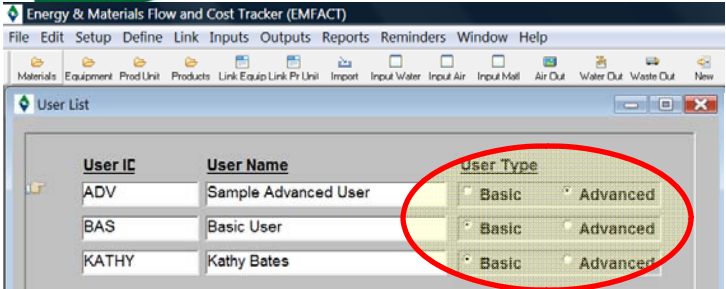 Energy & Materials Flow and Cost Tracker (EMFACT)
File Edit Setup Define Link Inputs Outputs Reports Reminders Window Help
Materials Equipment Prod Unit Products Link Equip Link Pr Unit Import Input Water Input Air Input Matl Air Out Water Out Waste Out New
User List
User ID User Name User Type
ADV Sample Advanced User Basic Advanced
BAS Basic User Basic Advanced
KATHY Kathy Bates Basic Advanced